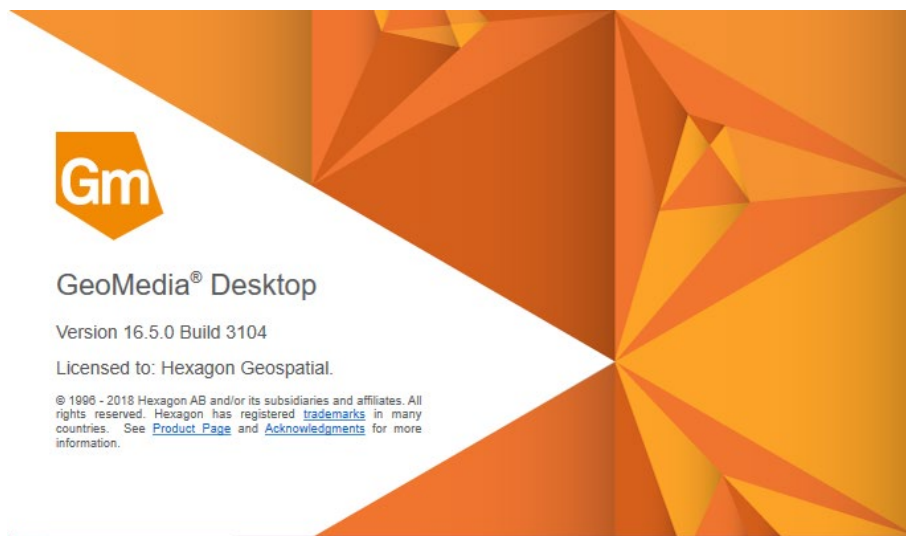 Gm
GeoMedia® Desktop
Version 16.5.0 Build 3104
Licensed to: Hexagon Geospatial.
© 1996 - 2018 Hexagon AB and/or its subsidiaries and affiliates. All
rights reserved. Hexagon has registered trademarks in many
countries. See Product Page and Acknowledgments for more
information.